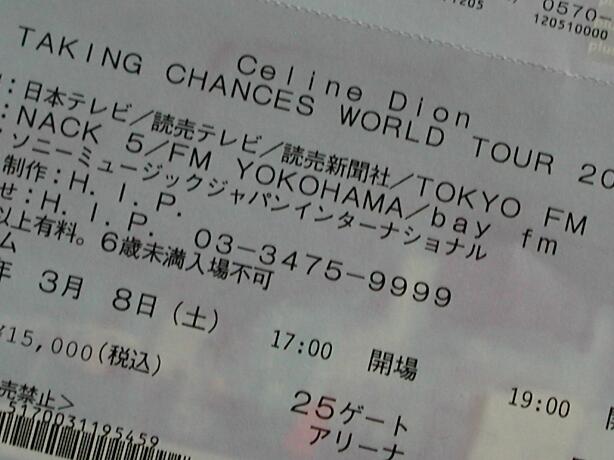 0570-
120510000
Celine Dion
TAKING CHANCES WORLD TOUR 20
:日本テレビ/読売テレビ/読売新聞社/TOKYO FM
:NACK 5/FM YOKOHAMA/bay fm
ソニーミュージックジャパンインターナショナル
制作:H.I.P.
せ:H.I.P. 03-3475-9999
以上有料。6歳未満入場不可
ム
年 3月 8日(土)
17:00 開場
19:00 開
¥15,000(税込)
売禁止>
25ゲート
アリーナ
5170031195459